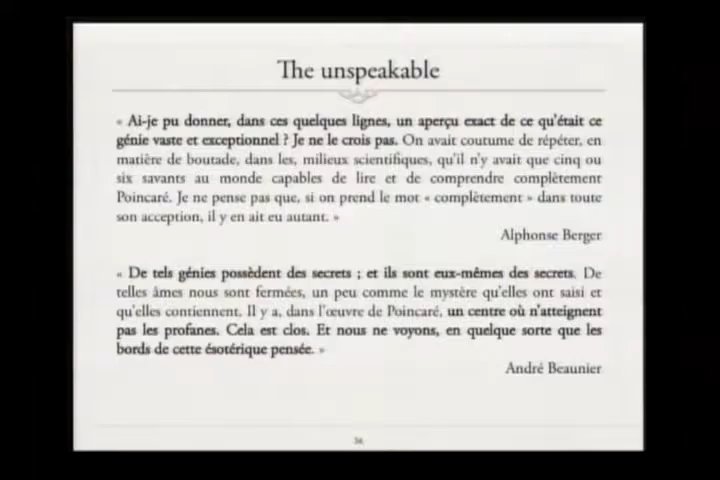 The unspeakable
« Ai-je pu donner, dans ces quelques lignes, un aperçu exact de ce qu'était ce
génie vaste et exceptionnel ? Je ne le crois pas. On avait coutume de répéter, en
matière de boutade, dans les, milieux scientifiques, qu'il n'y avait que cinq ou
six savants au monde capables de lire et de comprendre complètement
Poincaré. Je ne pense pas que, si on prend le mot « complètement » dans toute
son acception, il y en ait eu autant. »
Alphonse Berger
« De tels génies possèdent des secrets ; et ils sont eux-mêmes des secrets. De
telles âmes nous sont fermées, un peu comme le mystère qu'elles ont saisi et
qu'elles contiennent. Il y a, dans l'œuvre de Poincaré, un centre où n'atteignent
pas les profanes. Cela est clos. Et nous ne voyons, en quelque sorte que les
bords de cette ésotérique pensée. »
André Beaunier